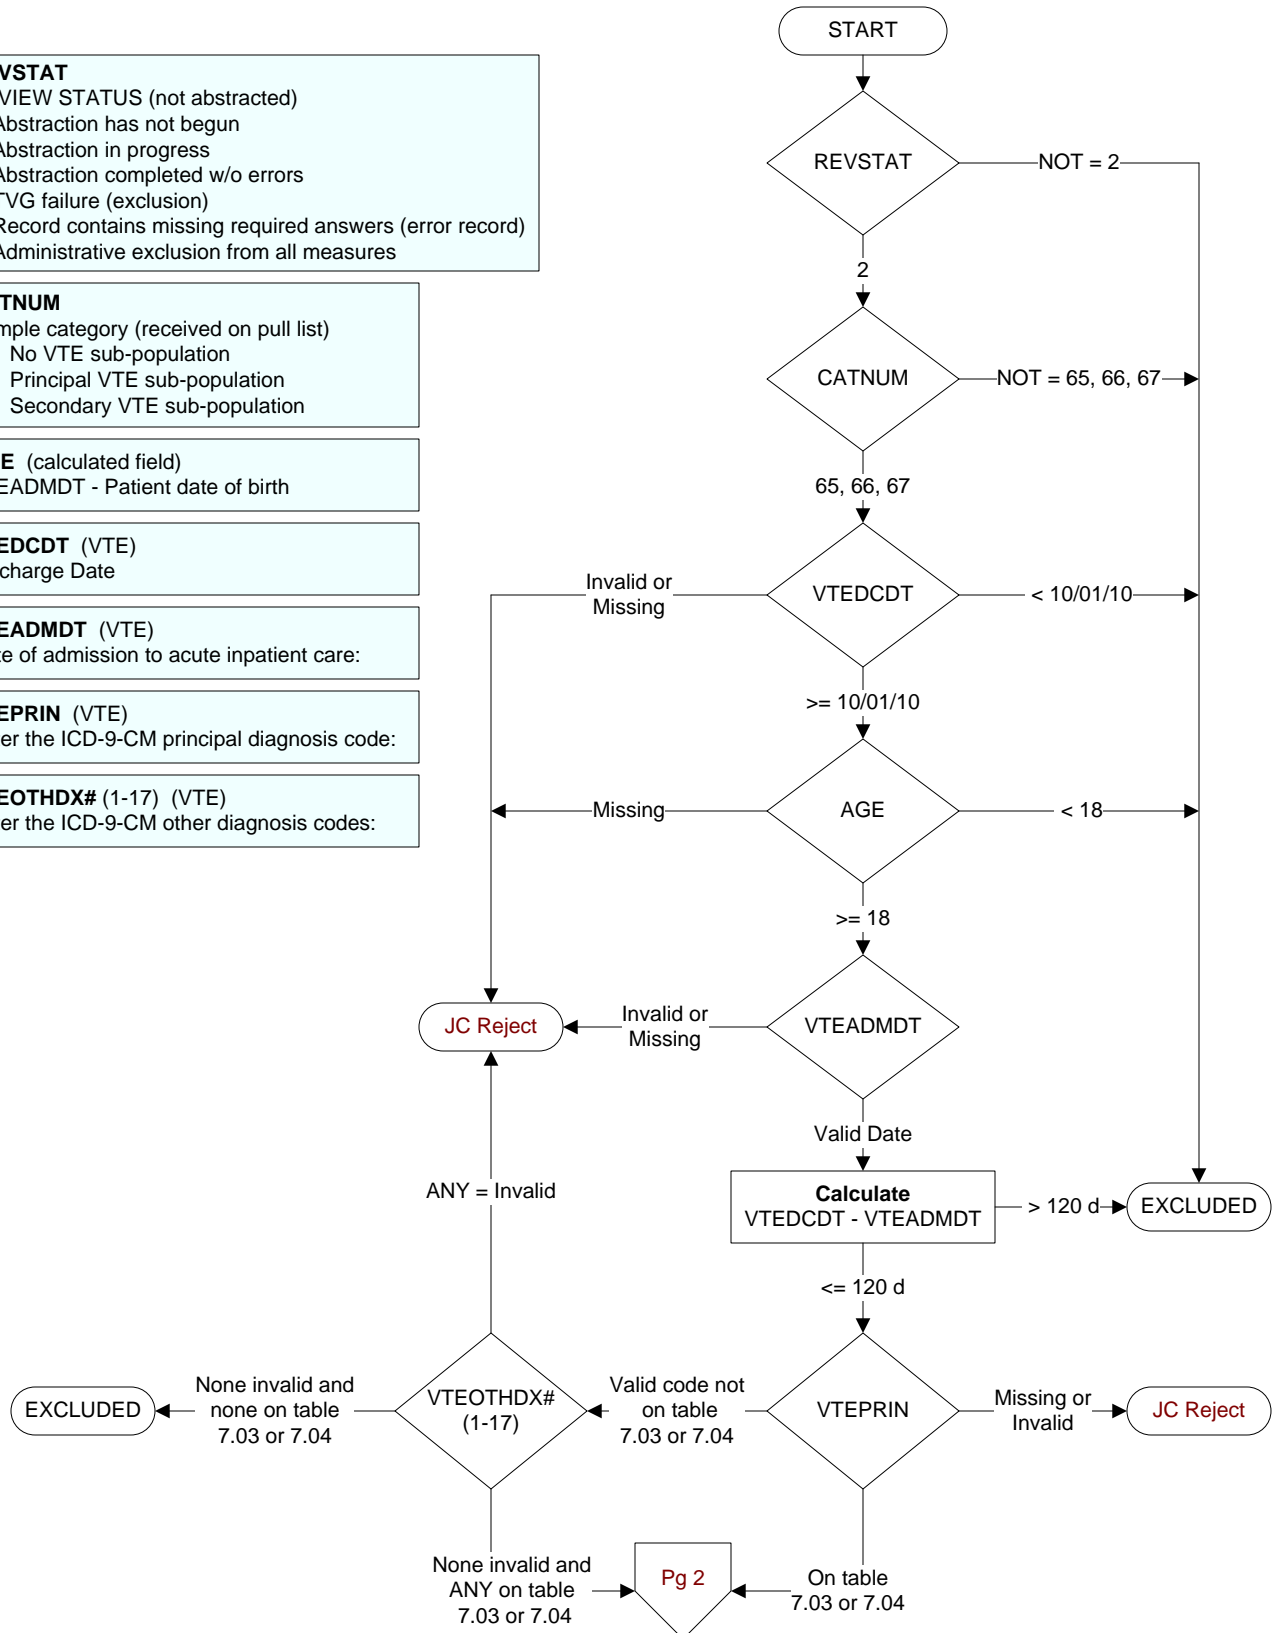 START
VSTAT
VIEW STATUS (not abstracted)
Abstraction has not begun
Abstraction in progress
Abstraction completed w/o errors
TVG failure (exclusion)
Record contains missing required answers (error record)
Administrative exclusion from all measures
REVSTAT
NOT = 2
2
TNUM
mple category (received on pull list)
No VTE sub-population
Principal VTE sub-population
Secondary VTE sub-population
CATNUM
NOT = 65, 66, 67
65, 66, 67
E (calculated field)
EADMDT - Patient date of birth
EDCDT (VTE)
charge Date
Invalid or
Missing
VTEDCDT
< 10/01/10
>= 10/01/10
EADMDT (VTE)
te of admission to acute inpatient care:
EPRIN (VTE)
er the ICD-9-CM principal diagnosis code:
EOTHDX# (1-17) (VTE)
er the ICD-9-CM other diagnosis codes:
Missing
AGE
< 18
>= 18
JC Reject
Invalid or
Missing
VTEADMDT
Valid Date
ANY = Invalid
Calculate
VTEDCDT - VTEADMDT
> 120 d
EXCLUDED
<= 120 d
EXCLUDED
None invalid and
none on table
7.03 or 7.04
VTEOTHDX#
(1-17)
Valid code not
on table
7.03 or 7.04
VTEPRIN
Missing or
Invalid
JC Reject
None invalid and
ANY on table
7.03 or 7.04
Pg 2
On table
7.03 or 7.04